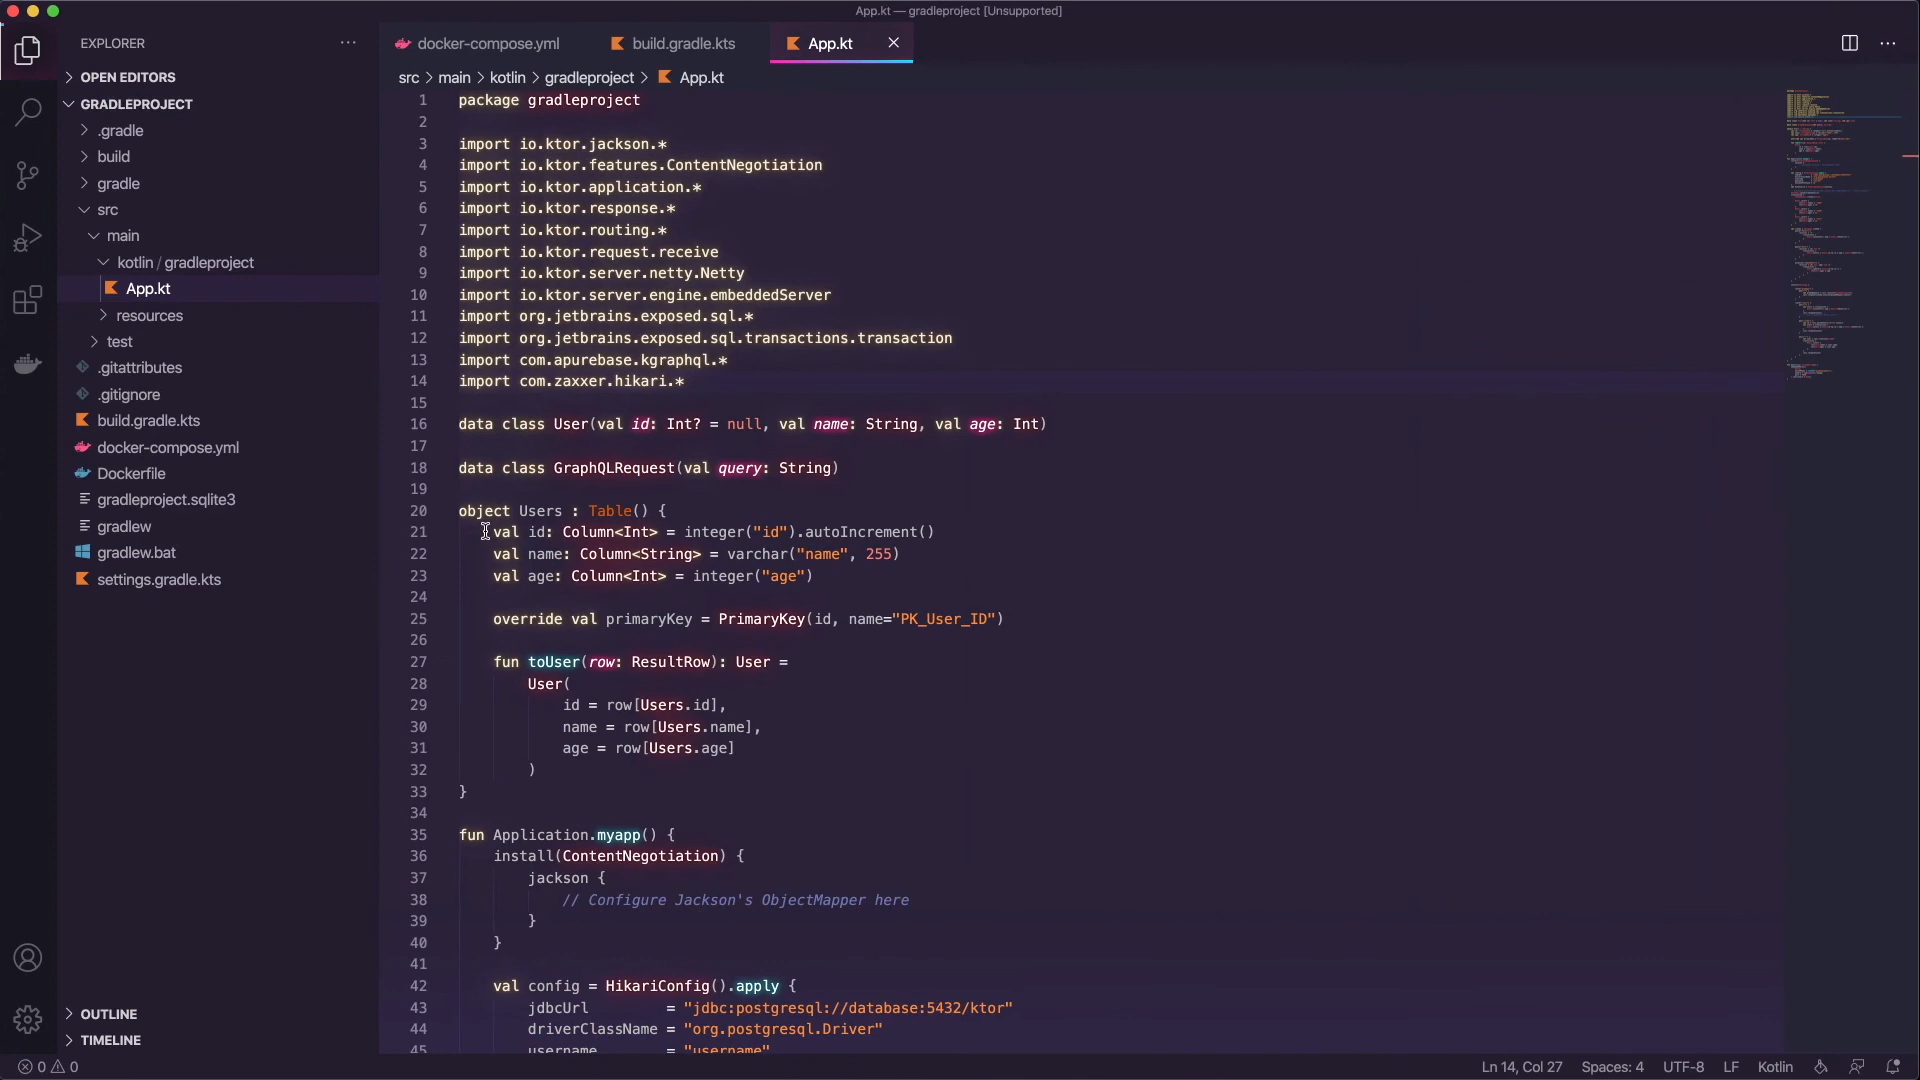 App.kt — gradleproject [Unsupported]
EXPLORER
OPEN EDITORS
GRADLEPROJECT
.gradle
build
gradle
src
main
kotlin / gradleproject
App.kt
resources
test
.gitattributes
.gitignore
build.gradle.kts
docker-compose.yml
Dockerfile
gradleproject.sqlite3
gradlew
gradlew.bat
settings.gradle.kts
OUTLINE
TIMELINE
docker-compose.yml build.gradle.kts App.kt
src > main > kotlin > gradleproject > App.kt
1 package gradleproject
2
3 import io.ktor.jackson.*
4 import io.ktor.features.ContentNegotiation
5 import io.ktor.application.*
6 import io.ktor.response.*
7 import io.ktor.routing.*
8 import io.ktor.request.receive
9 import io.ktor.server.netty.Netty
10 import io.ktor.server.engine.embeddedServer
11 import org.jetbrains.exposed.sql.*
12 import org.jetbrains.exposed.sql.transactions.transaction
13 import com.apurebase.kgraphql.*
14 import com.zaxxer.hikari.*
15
16 data class User(val id: Int? = null, val name: String, val age: Int)
17
18 data class GraphQLRequest(val query: String)
19
20 object Users : Table() {
21 val id: Column<Int> = integer("id").autoIncrement()
22 val name: Column<String> = varchar("name", 255)
23 val age: Column<Int> = integer("age")
24
25 override val primaryKey = PrimaryKey(id, name="PK_User_ID")
26
27 fun toUser(row: ResultRow): User =
28 User(
29 id = row[Users.id],
30 name = row[Users.name],
31 age = row[Users.age]
32 )
33 }
34
35 fun Application.myapp() {
36 install(ContentNegotiation) {
37 jackson {
38 // Configure Jackson's ObjectMapper here
39 }
40 }
41
42 val config = HikariConfig().apply {
43 jdbcUrl = "jdbc:postgresql://database:5432/ktor"
44 driverClassName = "org.postgresql.Driver"
45 username = "username"
0 0 Ln 14, Col 27 Spaces: 4 UTF-8 LF Kotlin